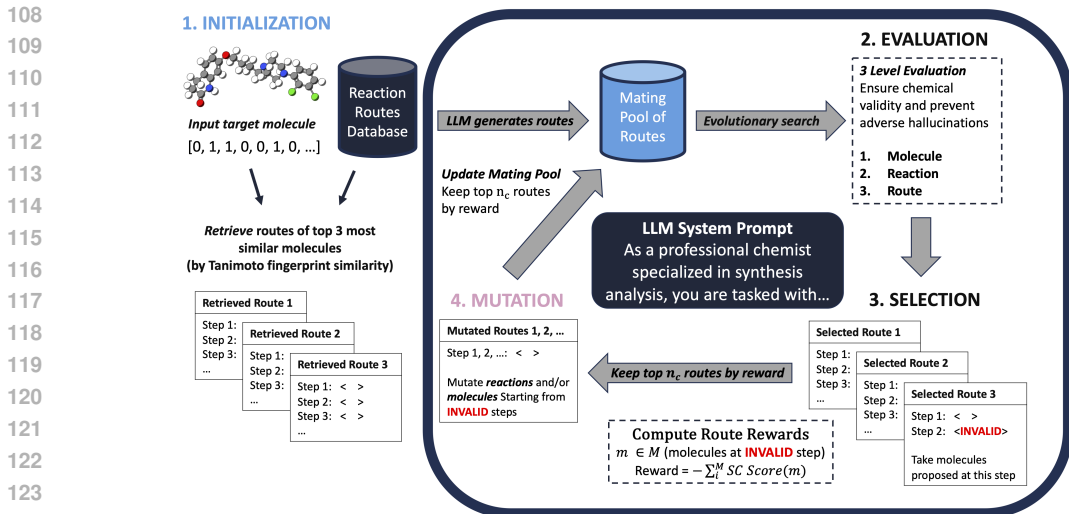 108
109
110
111
112
113
114
115
116
117
118
119
120
121
122
123
1. INITIALIZATION
Input target molecule
[0, 1, 1, 0, 0, 1, 0, ...]
Reaction
Routes
Database
Retrieve routes of top 3 most
similar molecules
(by Tanimoto fingerprint similarity)
Retrieved Route 1
Step 1:
Step 2:
Step 3:
...
Retrieved Route 2
Step 1:
Step 2:
Step 3:
...
Retrieved Route 3
Step 1: < >
Step 2: < >
Step 3: < >
...
LLM generates routes
Mating
Pool of
Routes
Evolutionary search
2. EVALUATION
3 Level Evaluation
Ensure chemical
validity and prevent
adverse hallucinations
1. Molecule
2. Reaction
3. Route
Update Mating Pool
Keep top n_c routes
by reward
LLM System Prompt
As a professional chemist
specialized in synthesis
analysis, you are tasked with...
3. SELECTION
Selected Route 1
Step 1:
Step 2:
Step 3:
...
Selected Route 2
Step 1:
Step 2:
Step 3:
...
Selected Route 3
Step 1: < >
Step 2: <INVALID>
Take molecules
proposed at this step
Keep top n_c routes by reward
4. MUTATION
Mutated Routes 1, 2, ...
Step 1, 2, ...: < >
Mutate reactions and/or
molecules Starting from
INVALID steps
Compute Route Rewards
m ∈ M (molecules at INVALID step)
Reward = − ∑_i^M SC Score(m)